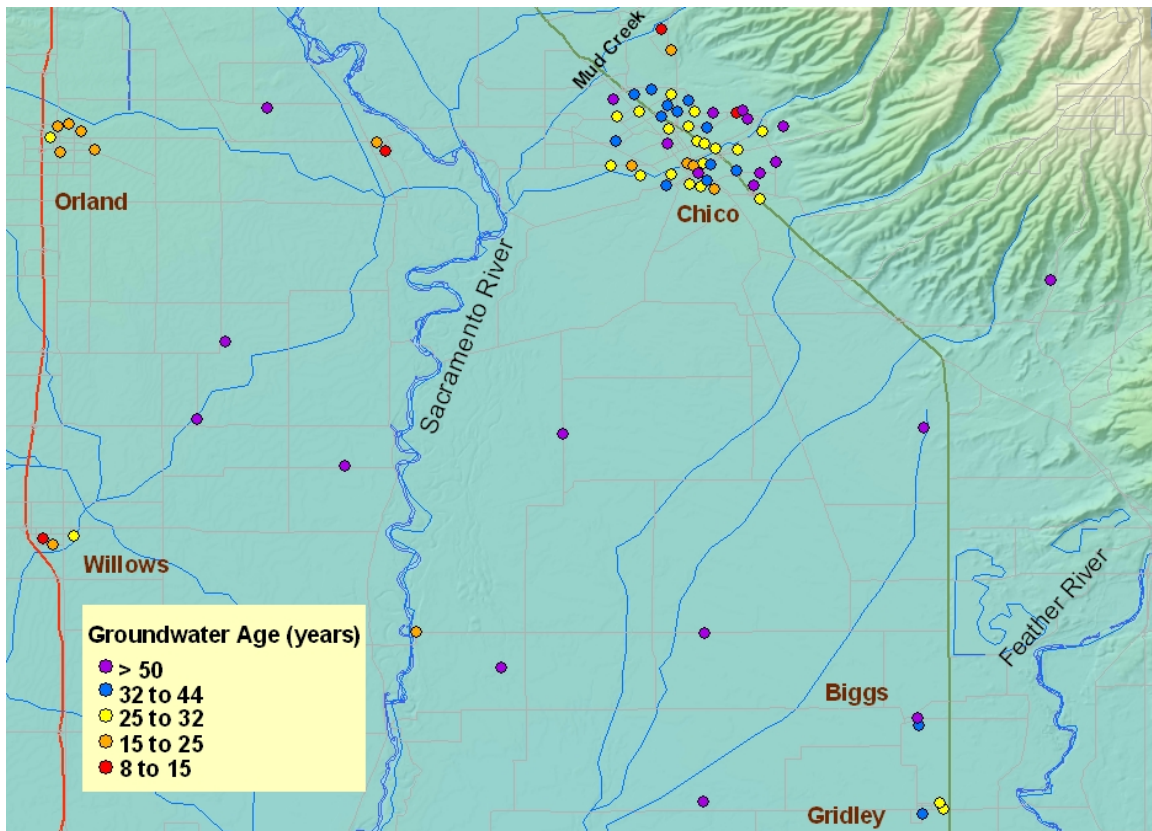 Mud Creek
Orland
Chico
Sacramento River
Willows
Groundwater Age (years)
> 50
32 to 44
25 to 32
15 to 25
8 to 15
Feather River
Biggs
Gridley